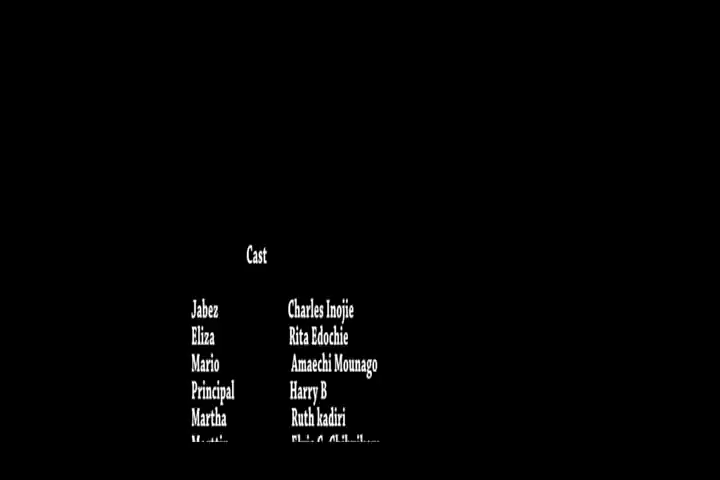 Cast
Jabez Charles Inojie
Eliza Rita Edochie
Mario Amaechi Mounago
Principal Harry B
Martha Ruth kadiri